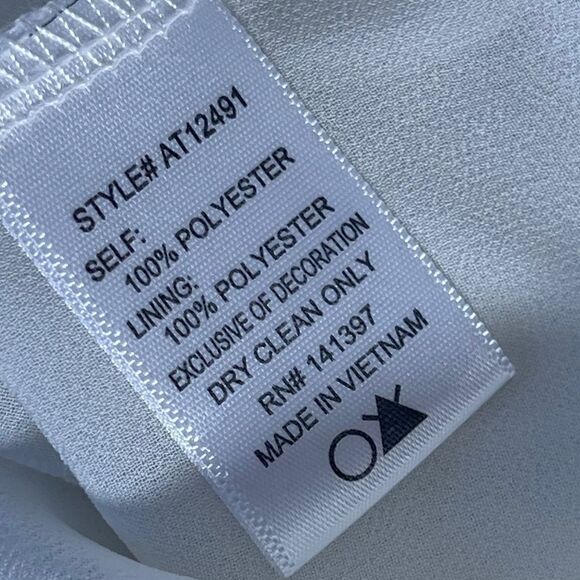 STYLE# AT12491
SELF:
100% POLYESTER
LINING:
100% POLYESTER
EXCLUSIVE OF DECORATION
DRY CLEAN ONLY
RN# 141397
MADE IN VIETNAM